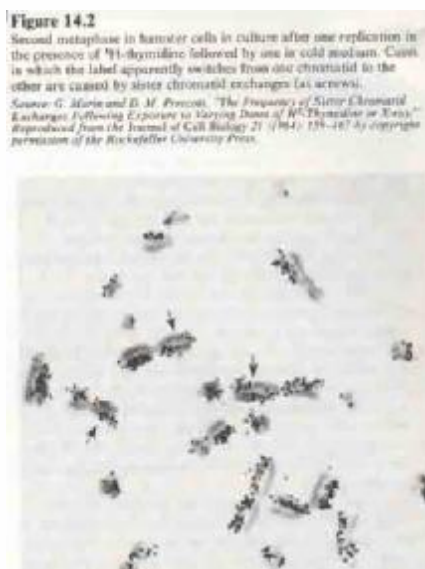 Figure 14.2
Second metaphase in hamster cells in culture after one replication in
the presence of ³H-thymidine followed by one in cold medium. Cases
in which the label apparently switches from one chromatid to the
other are caused by sister chromatid exchanges (at arrows).
Source: G. Marin and D. M. Prescott, "The Frequency of Sister Chromatid
Exchanges Following Exposure to Varying Doses of H³-Thymidine or X-rays."
Reproduced from the Journal of Cell Biology 21 (1964): 159–167 by copyright
permission of the Rockefeller University Press.